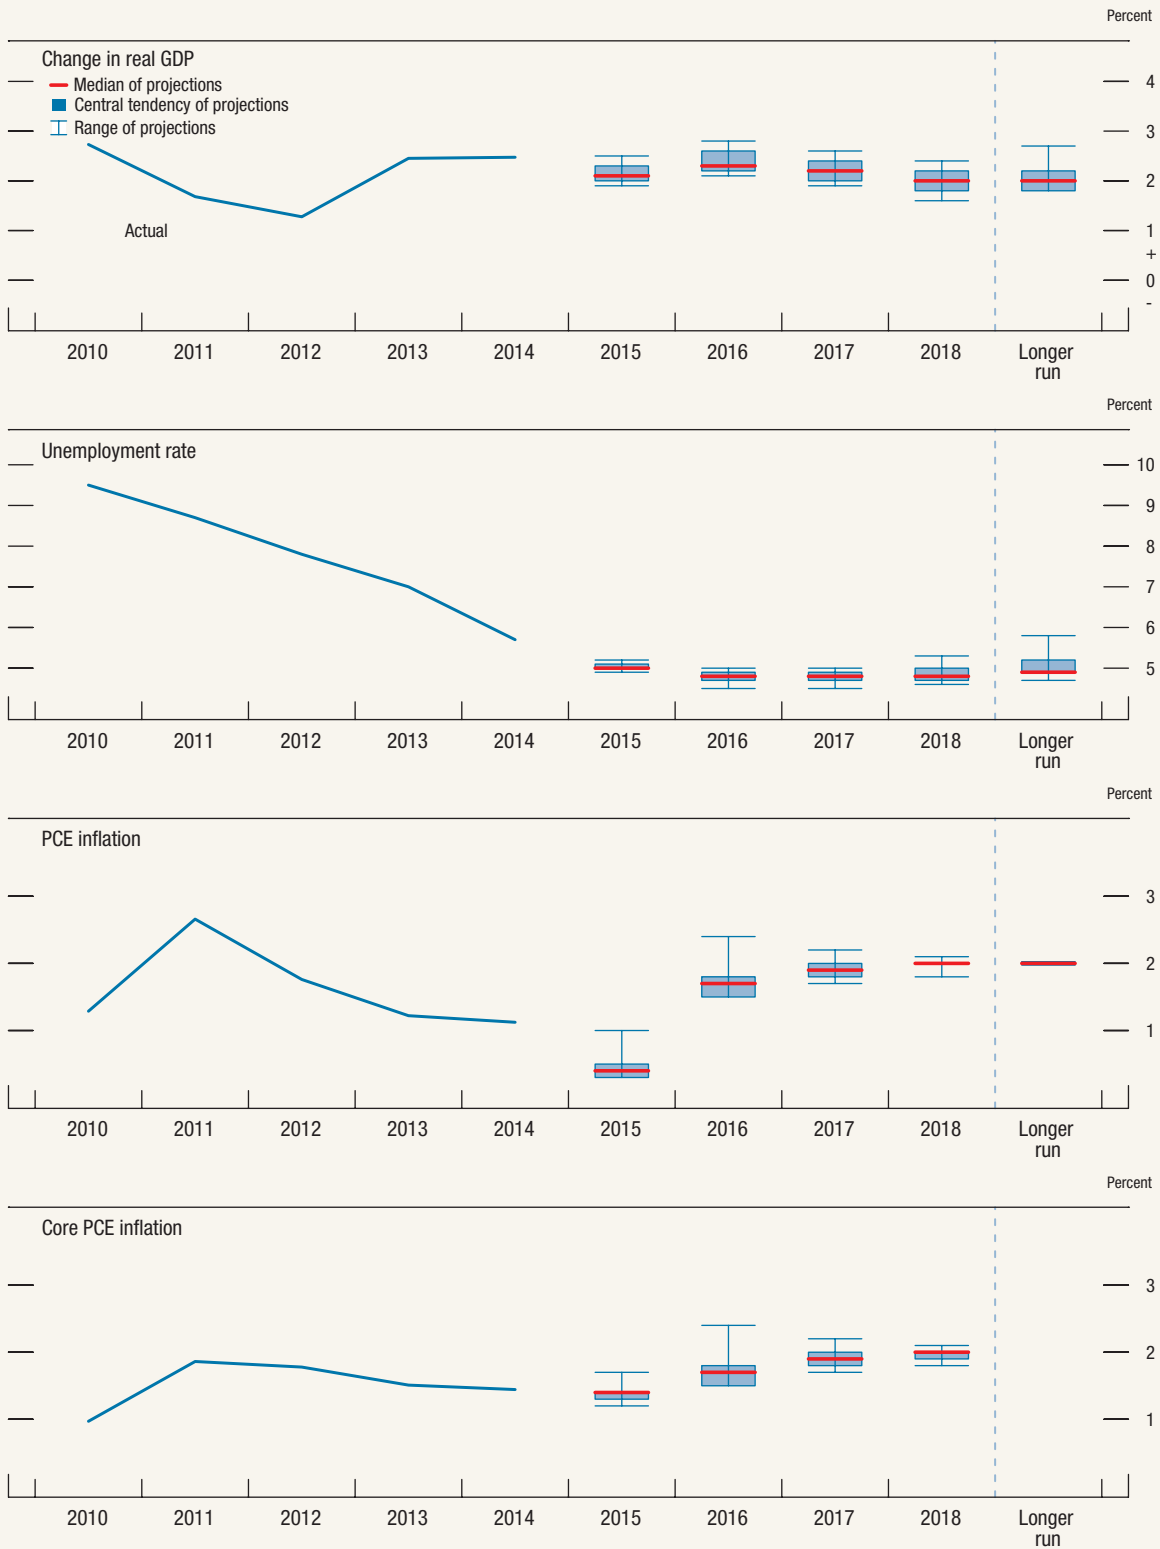 Percent
Change in real GDP
Median of projections
Central tendency of projections
Range of projections
Actual
4
3
2
1
+
0
-
2010 2011 2012 2013 2014 2015 2016 2017 2018 Longer
run
Percent
Unemployment rate
10
9
8
7
6
5
2010 2011 2012 2013 2014 2015 2016 2017 2018 Longer
run
Percent
PCE inflation
3
2
1
2010 2011 2012 2013 2014 2015 2016 2017 2018 Longer
run
Percent
Core PCE inflation
3
2
1
2010 2011 2012 2013 2014 2015 2016 2017 2018 Longer
run